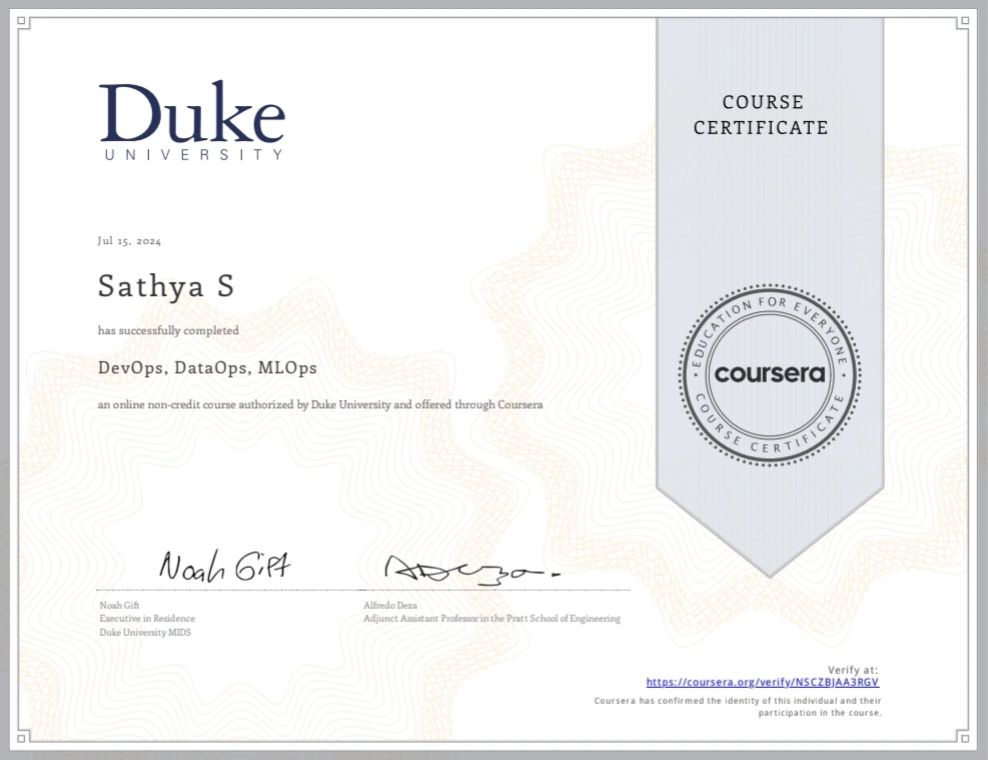 Duke
UNIVERSITY
COURSE
CERTIFICATE
Jul 15, 2024
Sathya S
has successfully completed
DevOps, DataOps, MLOps
an online non-credit course authorized by Duke University and offered through Coursera
EDUCATION FOR EVERYONE
coursera
COURSE CERTIFICATE
Noah Gift
Noah Gift
Executive in Residence
Duke University MIDS
ADeza
Alfredo Deza
Adjunct Assistant Professor in the Pratt School of Engineering
Verify at:
https://coursera.org/verify/NSCZBJAA3RGV
Coursera has confirmed the identity of this individual and their
participation in the course.